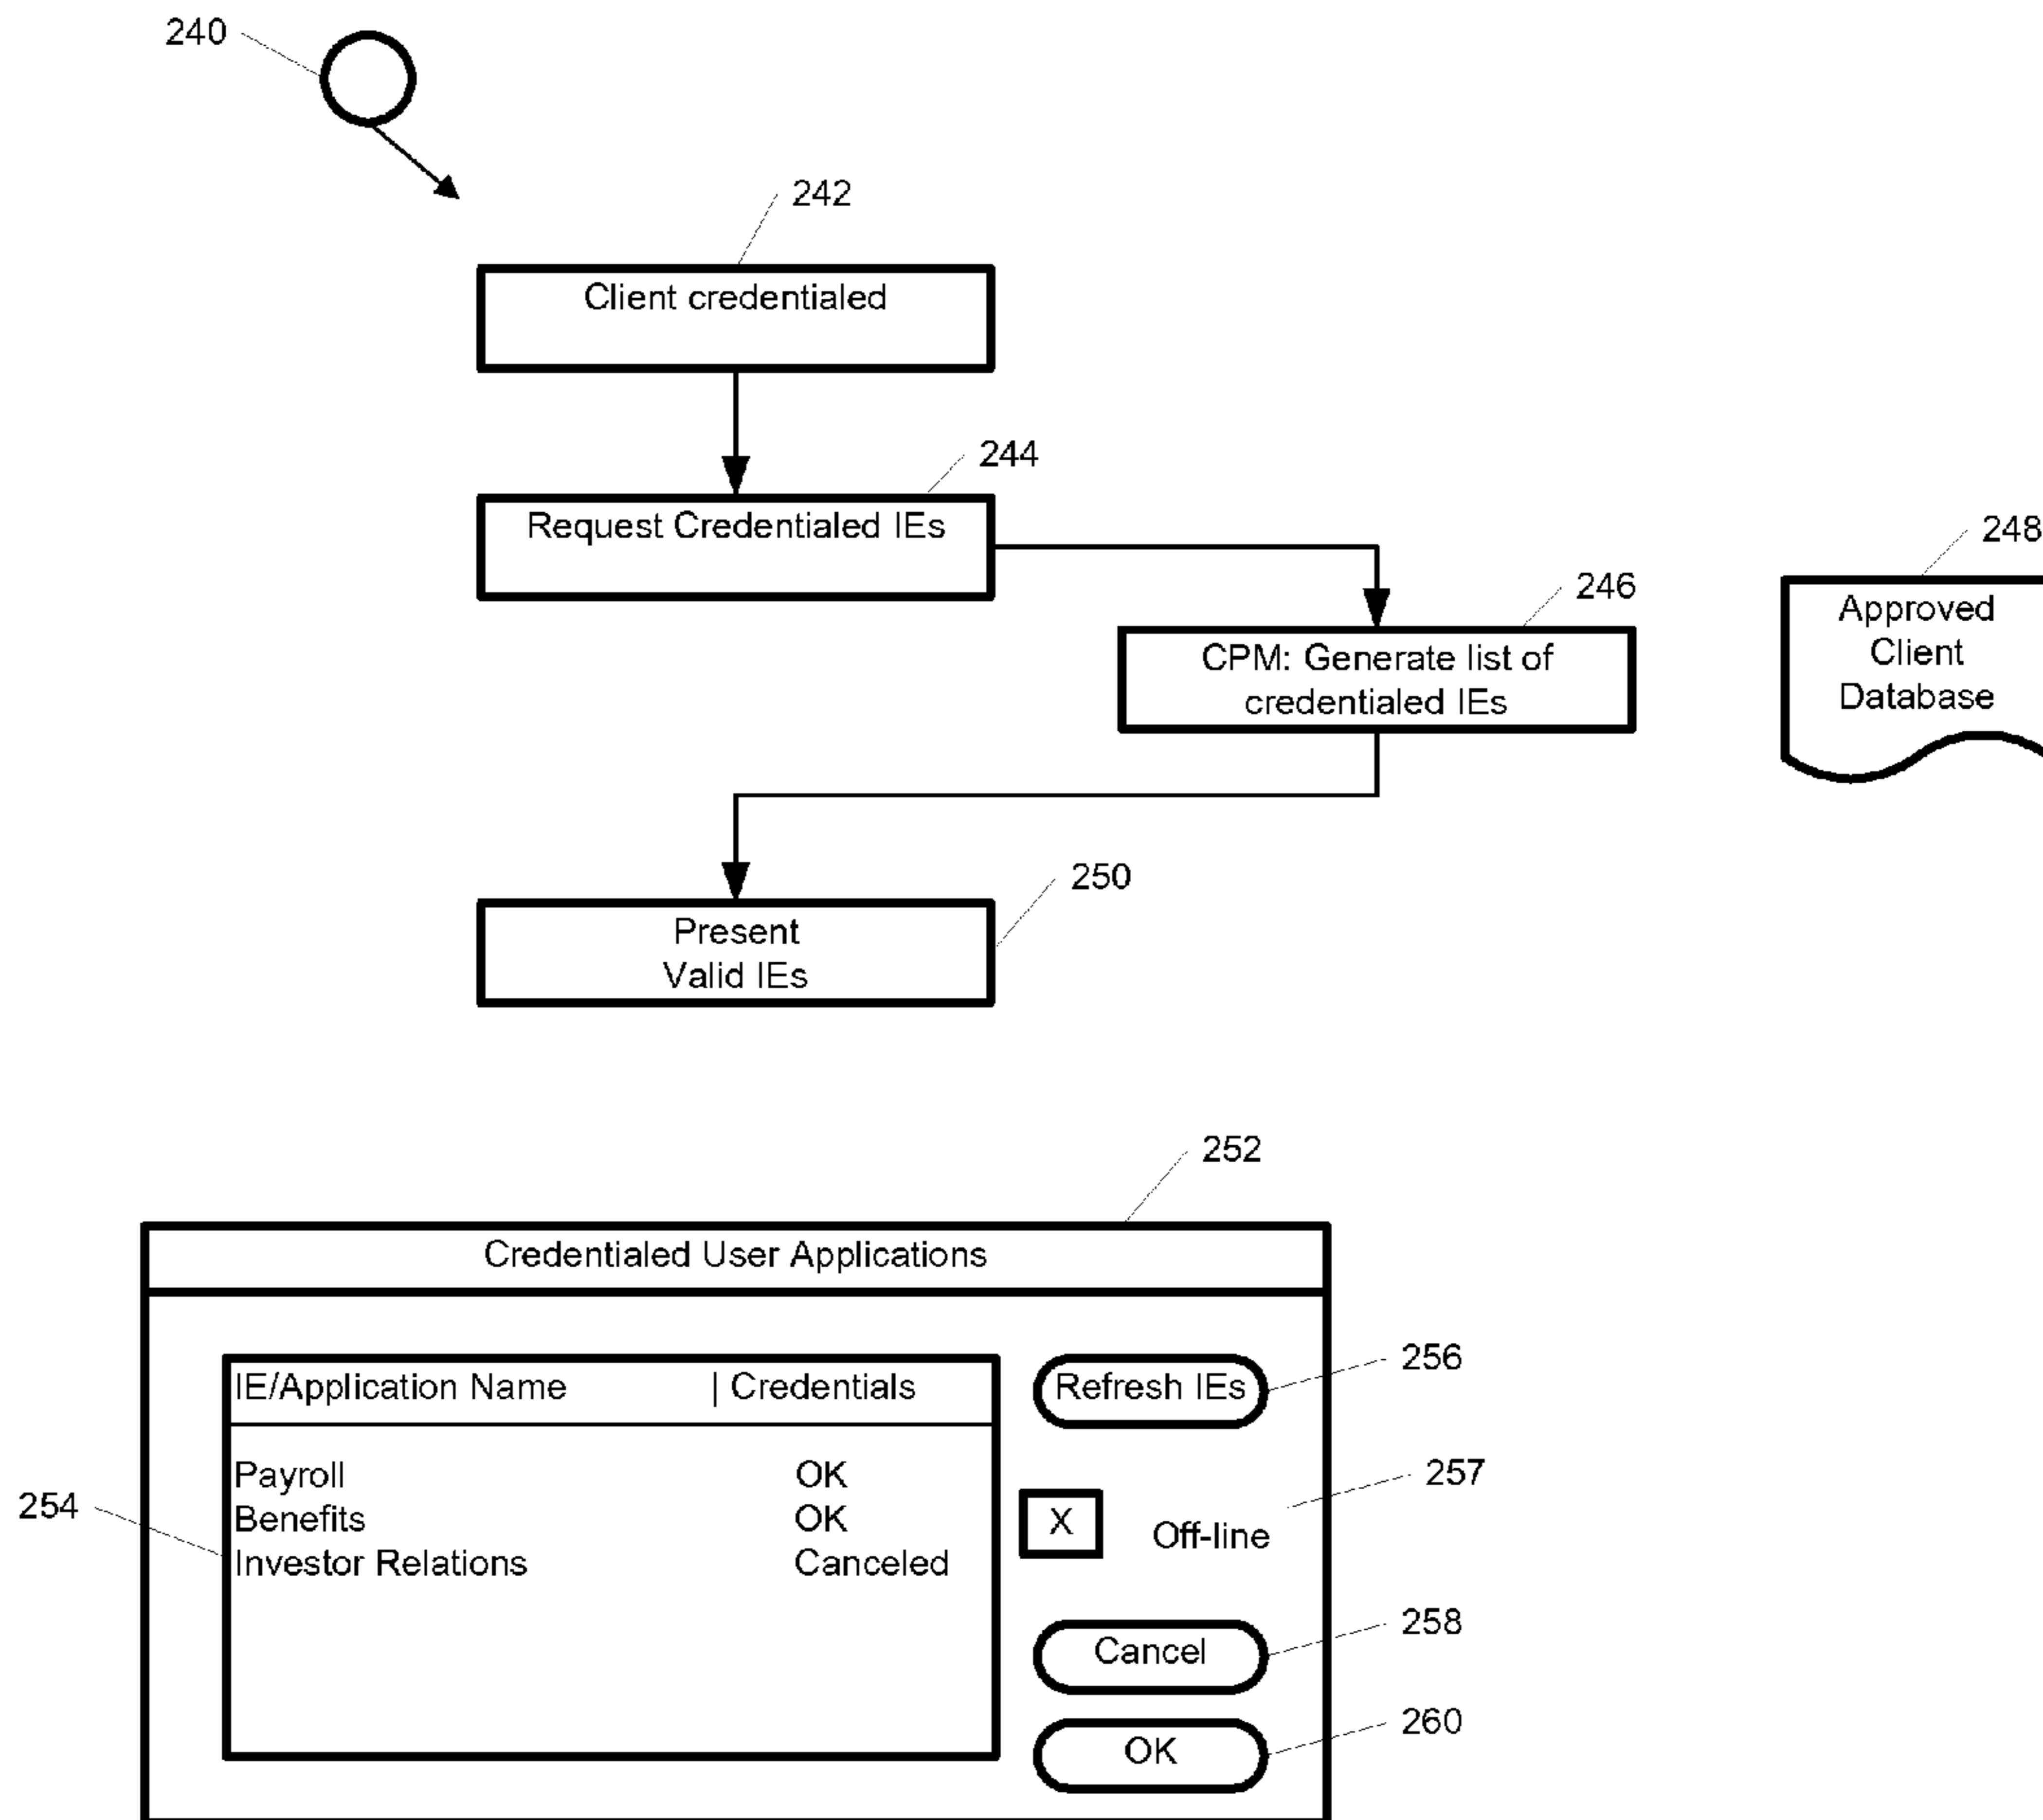 240
242
Client credentialed
244
Request Credentialed IEs
248
246
Approved
Client
Database
CPM: Generate list of
credentialed IEs
250
Present
Valid IEs
252
Credentialed User Applications
IE/Application Name | Credentials
Refresh IEs
256
Payroll OK
257
254
Benefits OK
X Off-line
Investor Relations Canceled
Cancel
258
OK
260